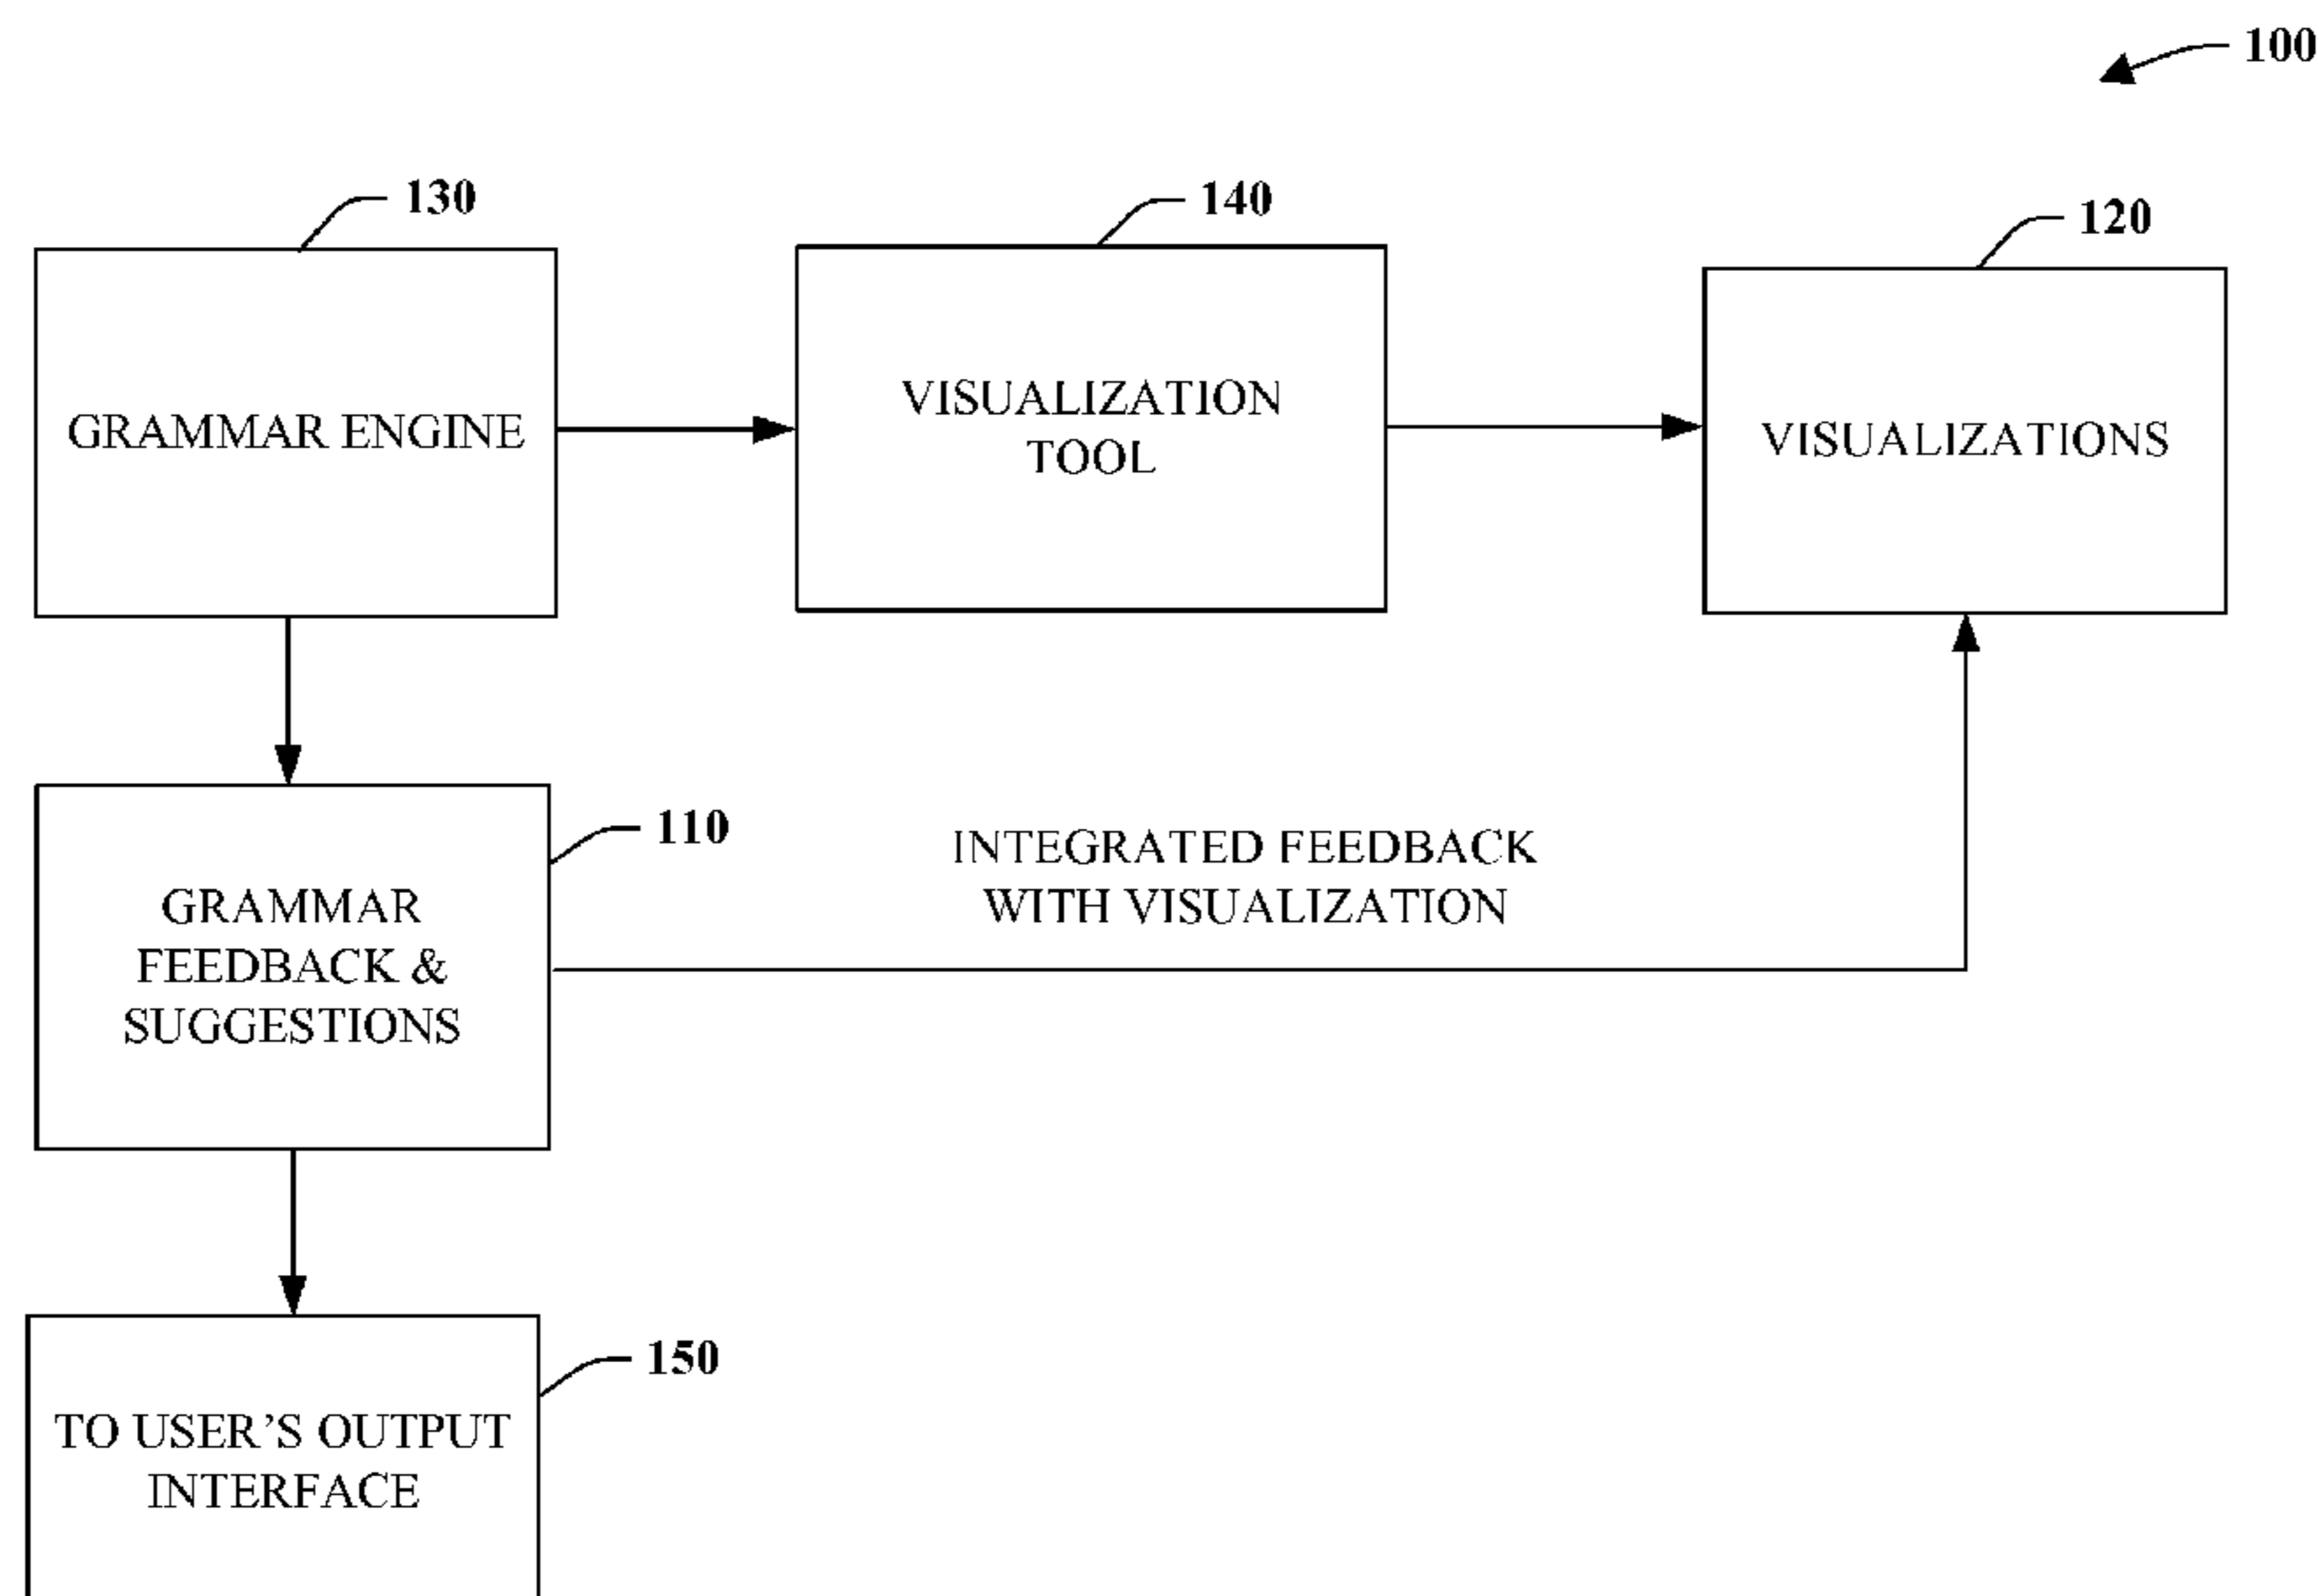 100
130
140
120
GRAMMAR ENGINE
VISUALIZATION
TOOL
VISUALIZATIONS
110
GRAMMAR
FEEDBACK &
SUGGESTIONS
INTEGRATED FEEDBACK
WITH VISUALIZATION
150
TO USER’S OUTPUT
INTERFACE